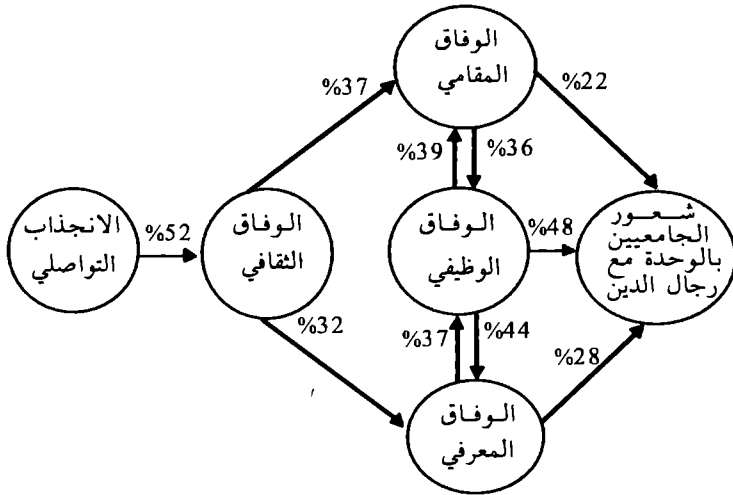 الوفاق
المقامي
%37
%22
%39
%36
الانجذاب
التواصلي
%52
الوفاق
الثقافي
الوفاق
الوظيفي
%48
شعور
الجامعيين
بالوحدة مع
رجال الدين
%32
%37
%44
%28
الوفاق
المعرفي